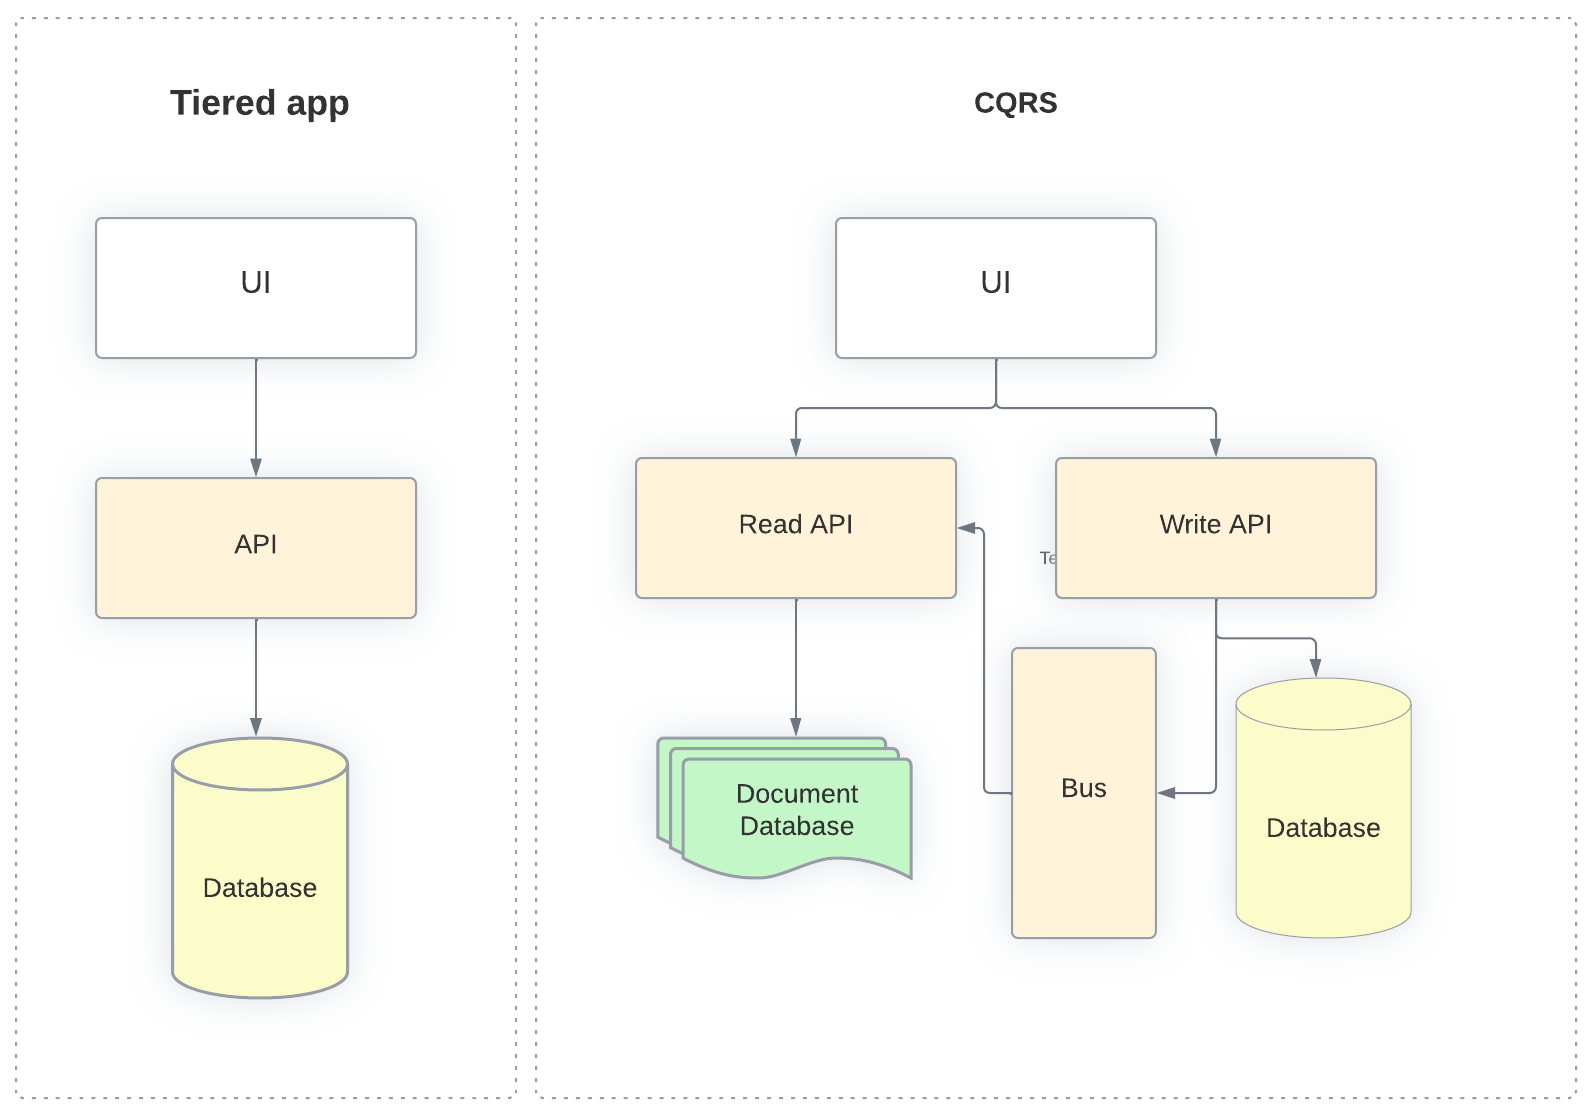 Tiered app
UI
API
Database
CQRS
UI
Read API
Write API
Te
Document
Database
Bus
Database